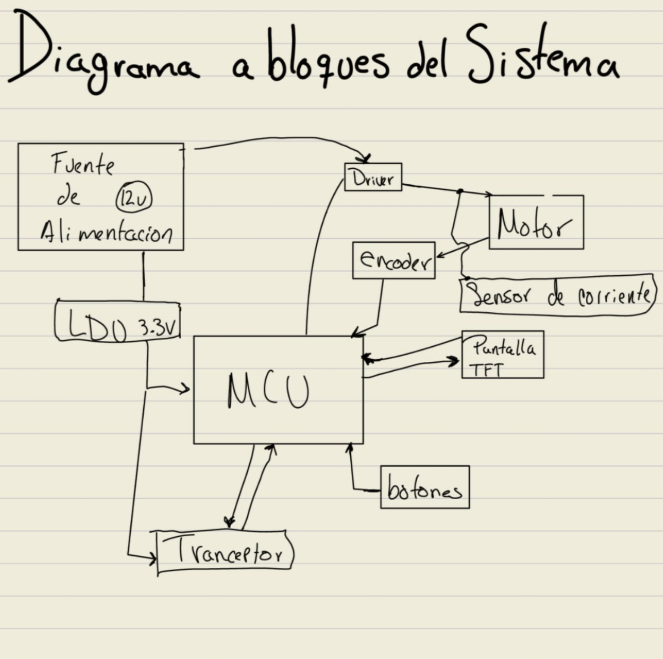 Diagrama a bloques del Sistema
Fuente
de 12v
Alimentacion
Driver
Motor
encoder
Sensor de corriente
LDO 3.3v
Pantalla
TFT
MCU
botones
Tranceptor